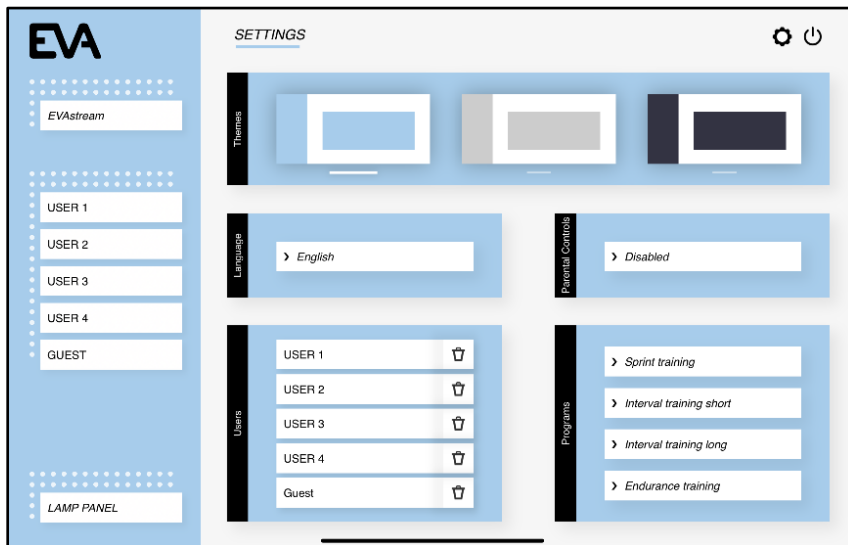 EVA
EVAstream
USER 1
USER 2
USER 3
USER 4
GUEST
LAMP PANEL
SETTINGS
Themes
Language
English
Parental Controls
Disabled
Users
USER 1
USER 2
USER 3
USER 4
Guest
Programs
Sprint training
Interval training short
Interval training long
Endurance training